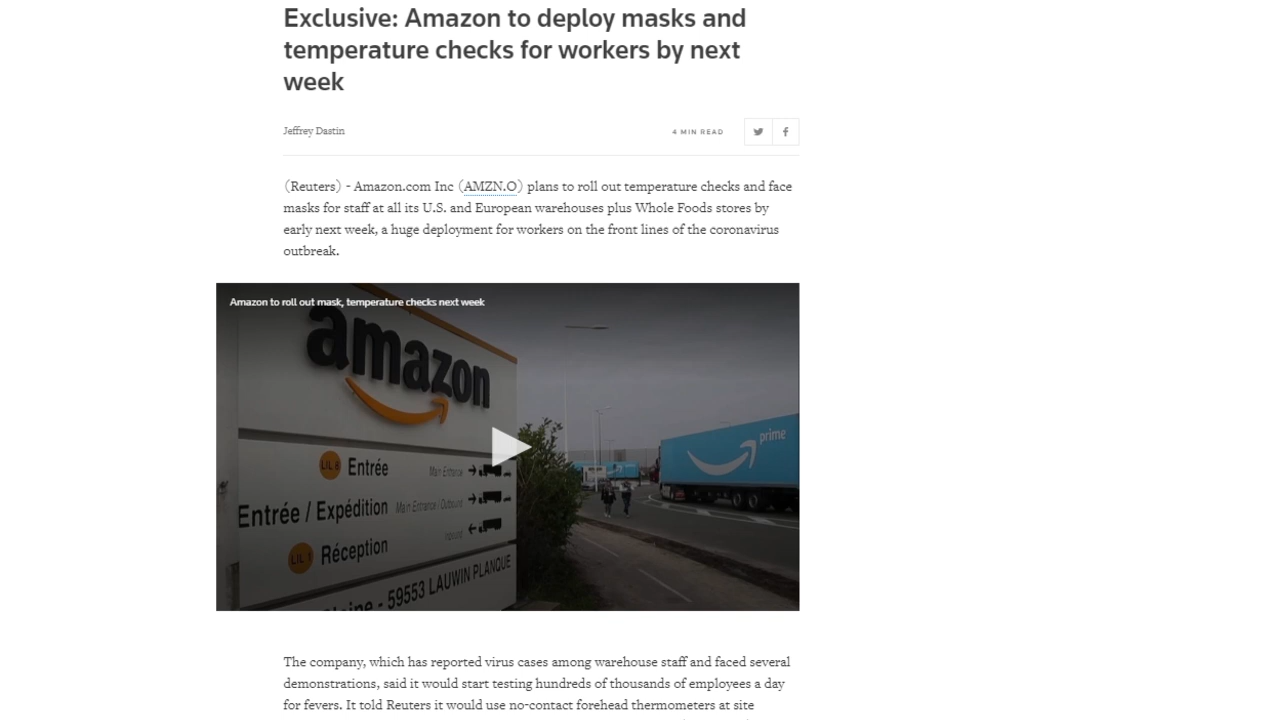 Exclusive: Amazon to deploy masks and
temperature checks for workers by next
week
Jeffrey Dastin
4 MIN READ
(Reuters) - Amazon.com Inc (AMZN.O) plans to roll out temperature checks and face
masks for staff at all its U.S. and European warehouses plus Whole Foods stores by
early next week, a huge deployment for workers on the front lines of the coronavirus
outbreak.
Amazon to roll out mask, temperature checks next week
amazon
prime
LIL 8 Entrée Main Entrance
Entrée / Expédition Main Entrance / Outbound
LIL 1 Réception Inbound
- 59553 LAUWIN PLANQUE
The company, which has reported virus cases among warehouse staff and faced several
demonstrations, said it would start testing hundreds of thousands of employees a day
for fevers. It told Reuters it would use no-contact forehead thermometers at site